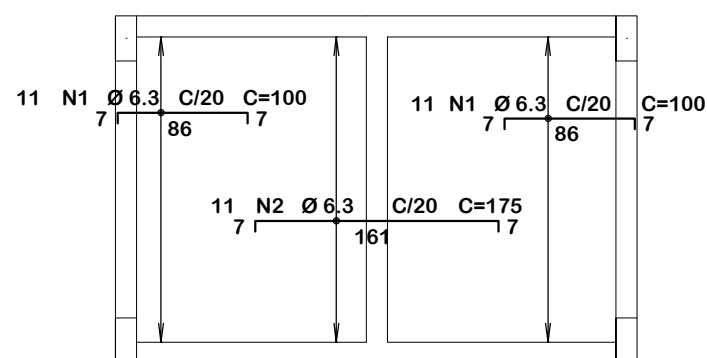 11 N1 Ø 6.3 C/20 C=100
7 86 7
11 N1 Ø 6.3 C/20 C=100
7 86 7
11 N2 Ø 6.3 C/20 C=175
7 161 7